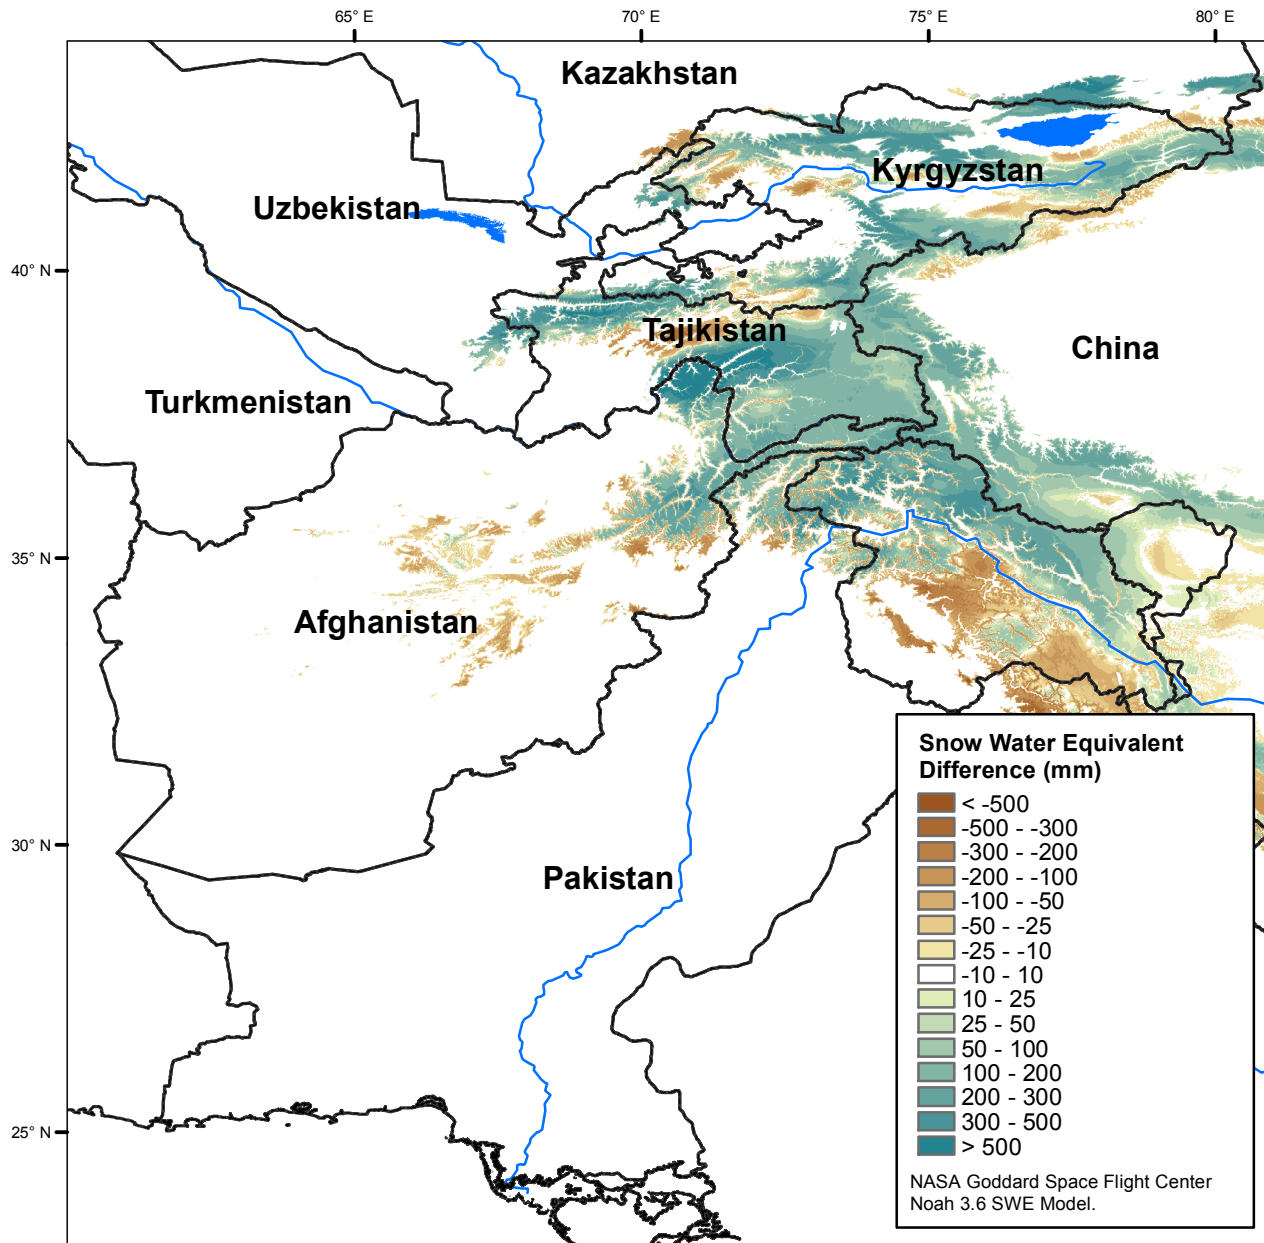 65° E
70° E
75° E
80° E
Kazakhstan
Kyrgyzstan
Uzbekistan
40° N
Tajikistan
China
Turkmenistan
35° N
Afghanistan
Snow Water Equivalent
Difference (mm)
< -500
-500 - -300
-300 - -200
-200 - -100
-100 - -50
-50 - -25
-25 - -10
-10 - 10
10 - 25
25 - 50
50 - 100
100 - 200
200 - 300
300 - 500
> 500
NASA Goddard Space Flight Center
Noah 3.6 SWE Model.
30° N
Pakistan
25° N